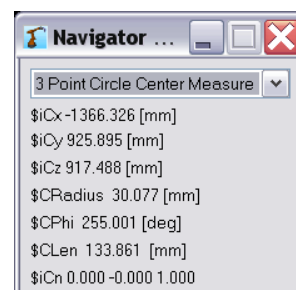 Navigator ...
3 Point Circle Center Measure
$iCx -1366.326 [mm]
$iCy 925.895 [mm]
$iCz 917.488 [mm]
$CRadius 30.077 [mm]
$CPhi 255.001 [deg]
$CLen 133.861 [mm]
$iCn 0.000 -0.000 1.000